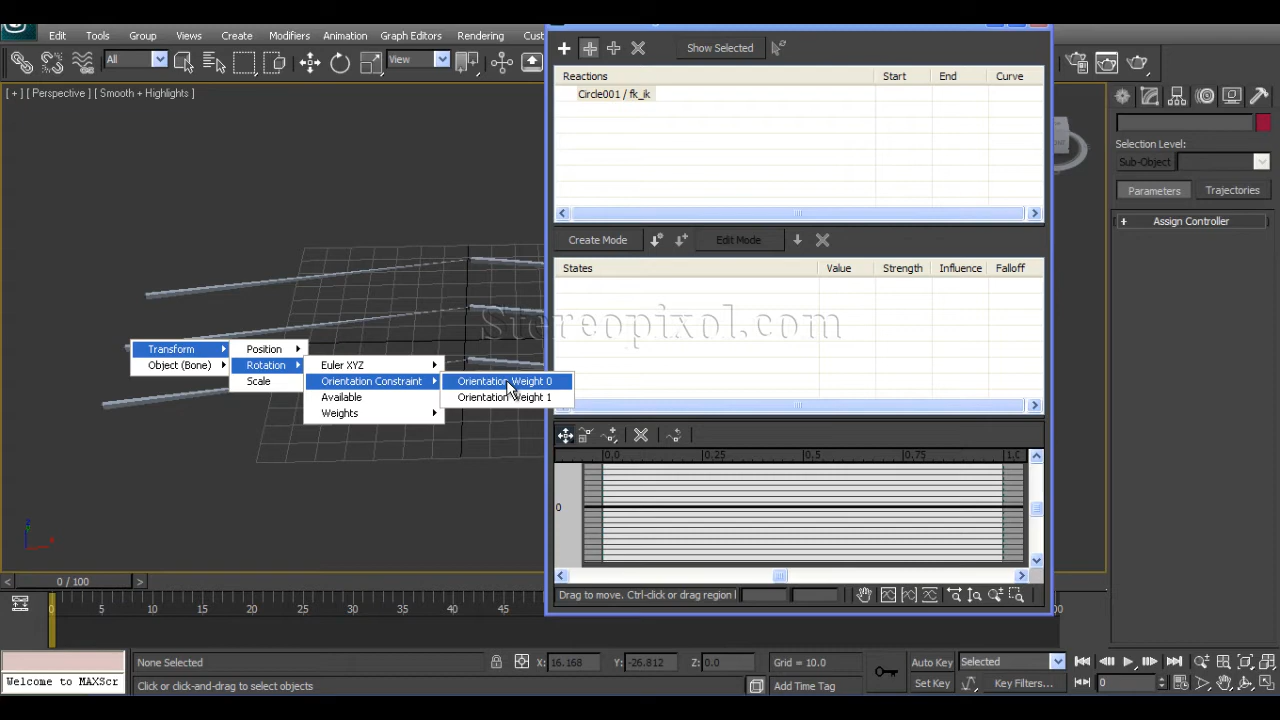 Edit Tools Group Views Create Modifiers Animation Graph Editors Rendering Cust
All View Show Selected
[ + ] [ Perspective ] [ Smooth + Highlights ]
Reactions Start End Curve
Circle001 / fk_ik
Selection Level:
Sub-Object
Parameters Trajectories
+ Assign Controller
Create Mode Edit Mode
States Value Strength Influence Falloff
Stereopixol.com
Transform Position
Object (Bone) Rotation Euler XYZ
Scale Orientation Constraint Orientation Weight 0
Available Orientation Weight 1
Weights
0,0 0,25 0,5 0,75 1,0
0
Drag to move. Ctrl-click or drag region l
0 / 100
0 5 10 15 20 25 30 35 40 45 50 00
None Selected X: 16.168 Y: -26.812 Z: 0.0 Grid = 10.0 Auto Key Selected
Welcome to MAXScr Click or click-and-drag to select objects Add Time Tag Set Key Key Filters... 0